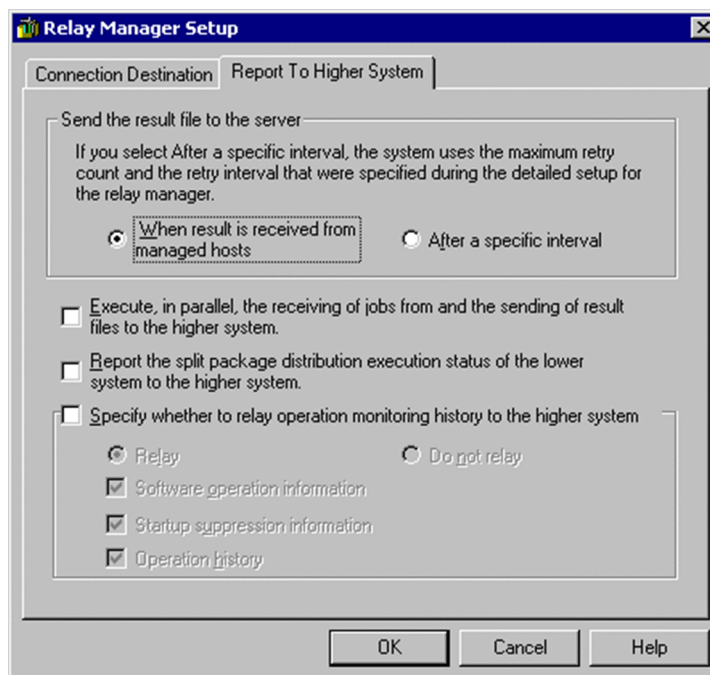 Relay Manager Setup
Connection Destination
Report To Higher System
Send the result file to the server
If you select After a specific interval, the system uses the maximum retry
count and the retry interval that were specified during the detailed setup for
the relay manager.
When result is received from
managed hosts
After a specific interval
Execute, in parallel, the receiving of jobs from and the sending of result
files to the higher system.
Report the split package distribution execution status of the lower
system to the higher system.
Specify whether to relay operation monitoring history to the higher system
Relay
Do not relay
Software operation information
Startup suppression information
Operation history
OK
Cancel
Help